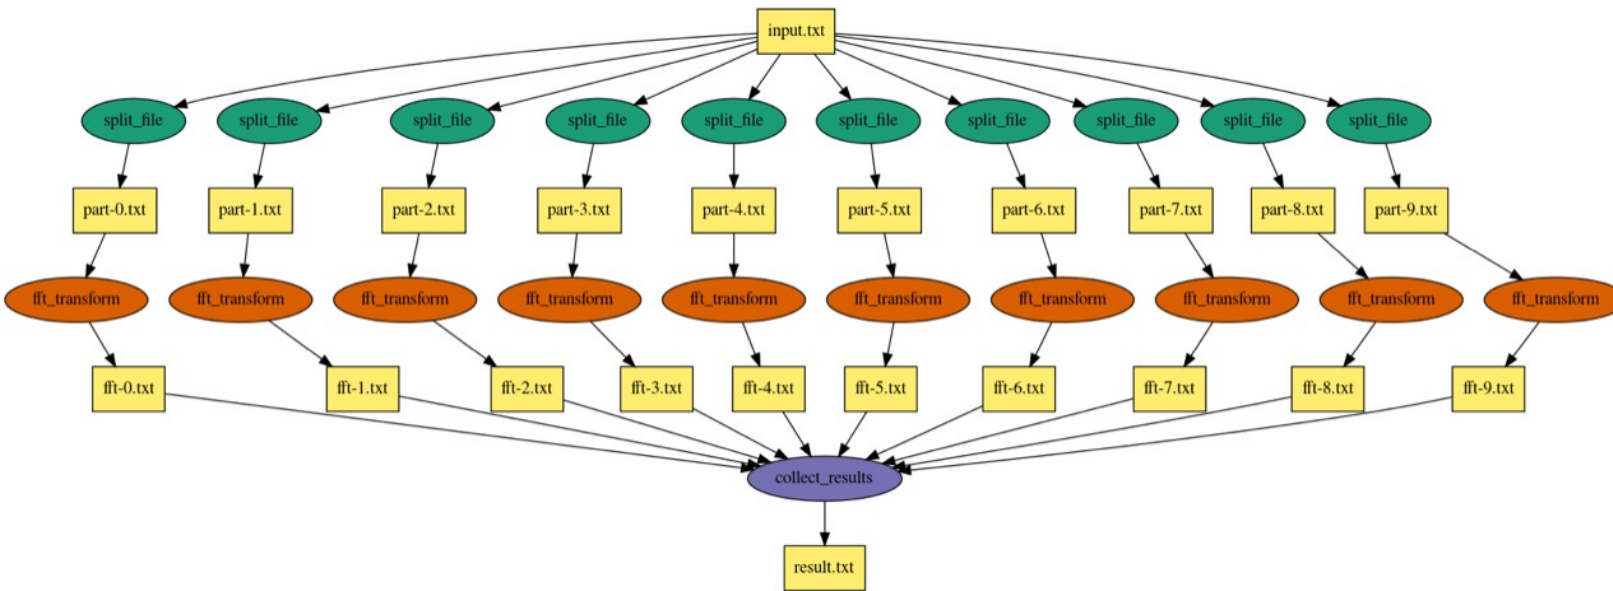 input.txt
split_file split_file split_file split_file split_file split_file split_file split_file split_file split_file
part-0.txt part-1.txt part-2.txt part-3.txt part-4.txt part-5.txt part-6.txt part-7.txt part-8.txt part-9.txt
fft_transform fft_transform fft_transform fft_transform fft_transform fft_transform fft_transform fft_transform fft_transform fft_transform
fft-0.txt fft-1.txt fft-2.txt fft-3.txt fft-4.txt fft-5.txt fft-6.txt fft-7.txt fft-8.txt fft-9.txt
collect_results
result.txt